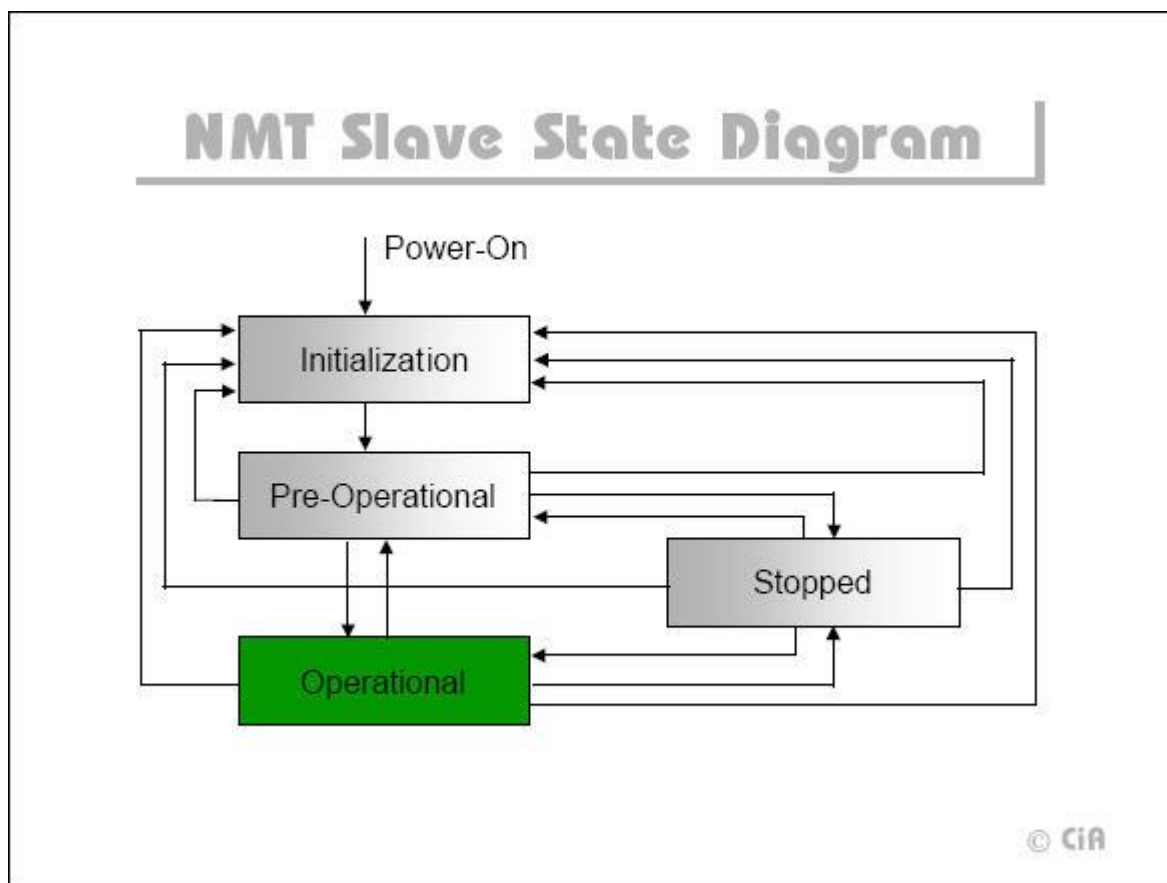 NMT Slave State Diagram
Power-On
Initialization
Pre-Operational
Stopped
Operational
© CiA